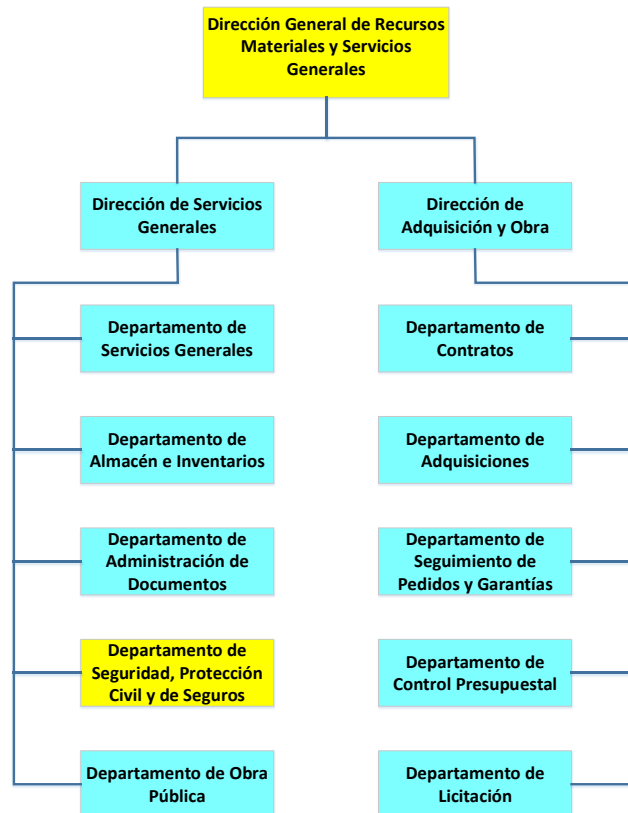 Dirección General de Recursos
Materiales y Servicios
Generales
Dirección de Servicios
Generales
Dirección de
Adquisición y Obra
Departamento de
Servicios Generales
Departamento de
Contratos
Departamento de
Almacén e Inventarios
Departamento de
Adquisiciones
Departamento de
Administración de
Documentos
Departamento de
Seguimiento de
Pedidos y Garantías
Departamento de
Seguridad, Protección
Civil y de Seguros
Departamento de
Control Presupuestal
Departamento de Obra
Pública
Departamento de
Licitación